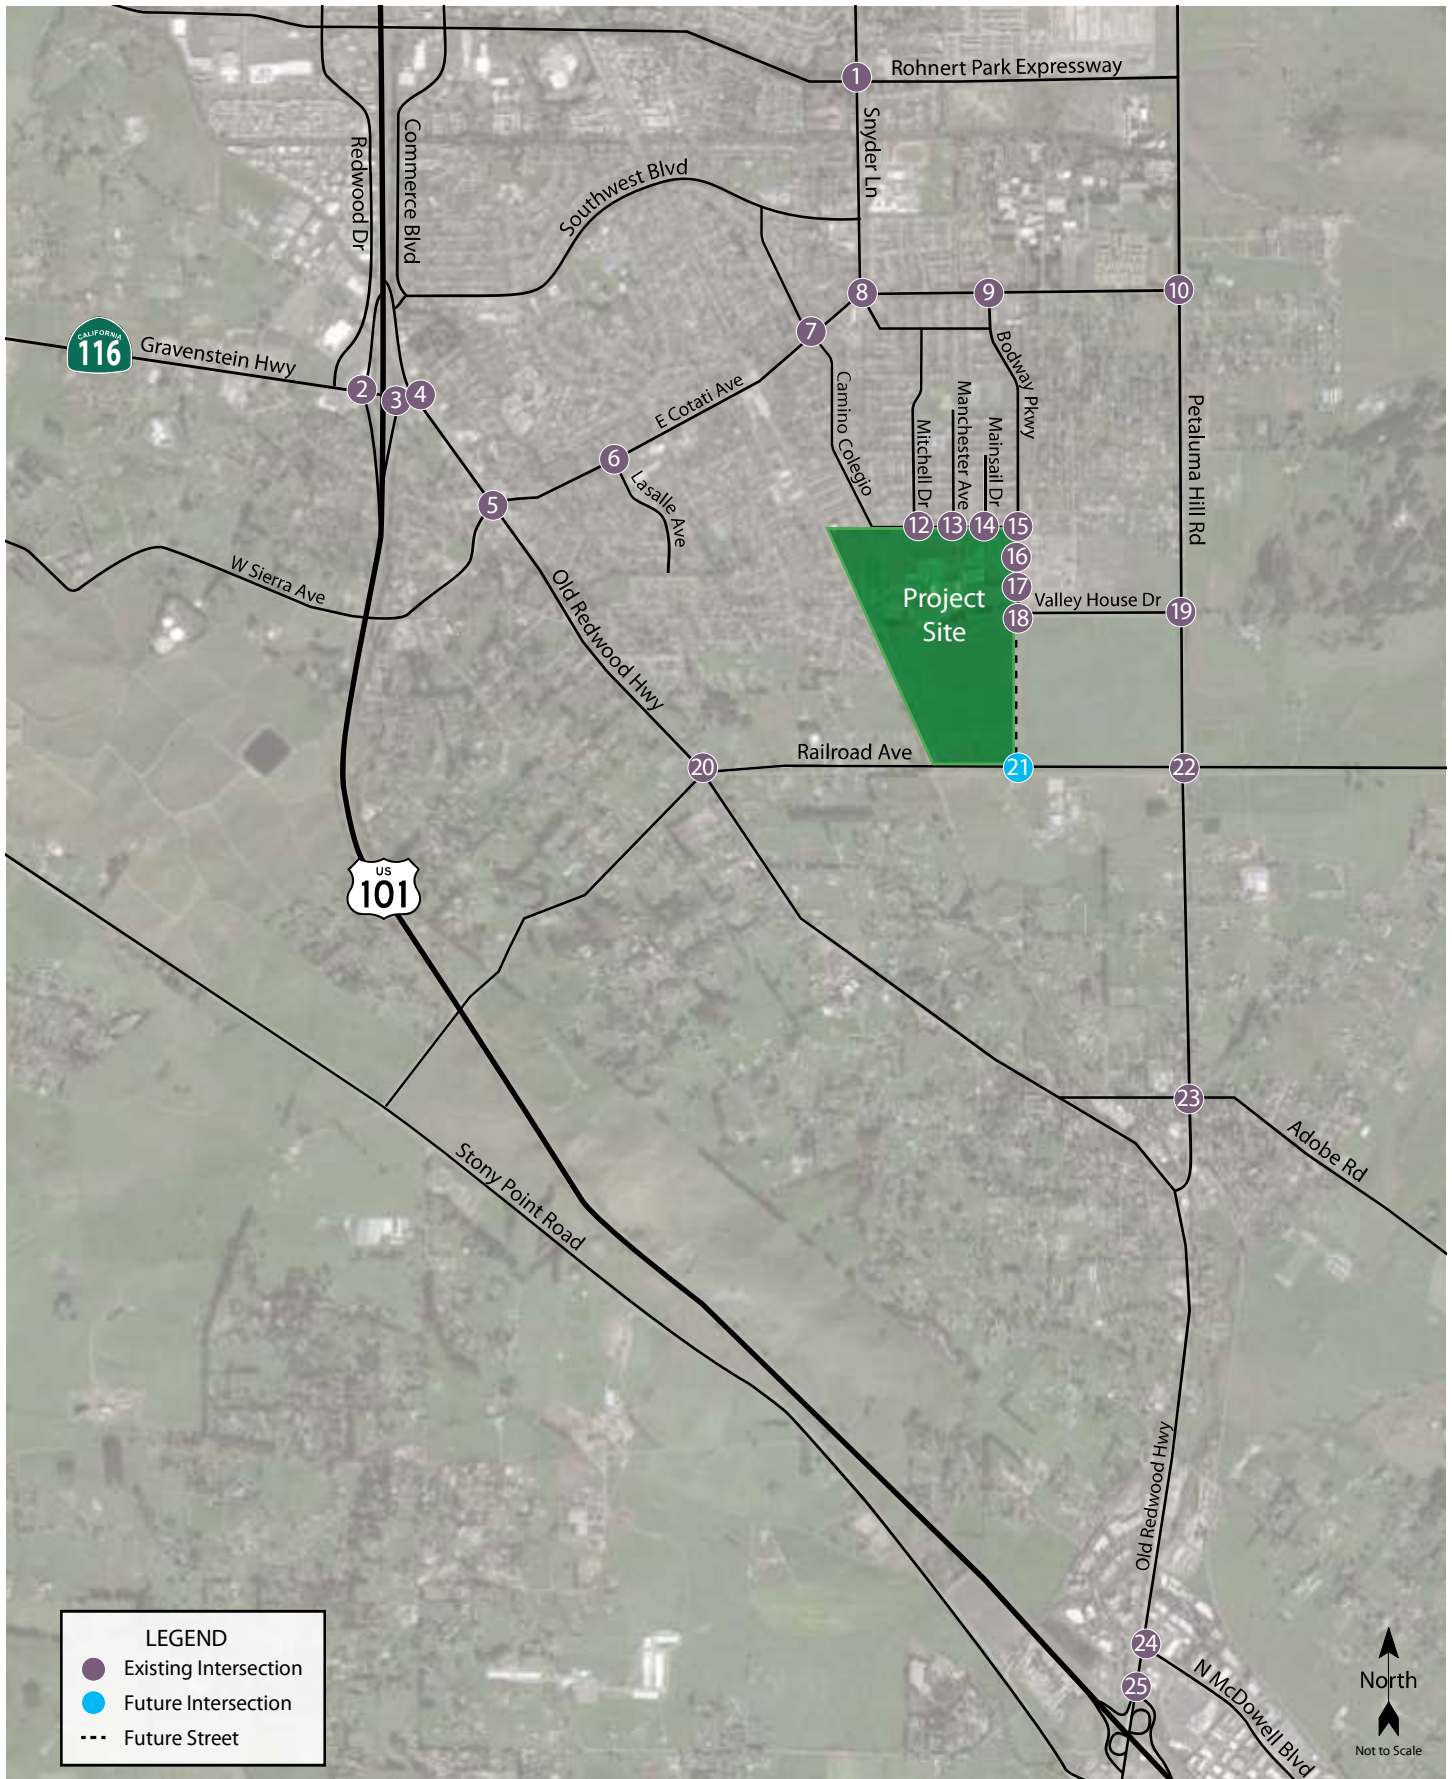 1
Rohnert Park Expressway
Snyder Ln
Redwood Dr
Commerce Blvd
Southwest Blvd
8
9
10
7
CALIFORNIA
116
Gravenstein Hwy
2
3
4
E Cotati Ave
Camino Colegio
Bodway Pkwy
Mitchell Dr
Manchester Ave
Mainsail Dr
Petaluma Hill Rd
6
Lasalle Ave
5
12
13
14
15
16
17
18
Project
Site
Valley House Dr
19
W Sierra Ave
Old Redwood Hwy
20
Railroad Ave
21
22
US
101
23
Adobe Rd
Stony Point Road
Old Redwood Hwy
24
25
N McDowell Blvd
LEGEND
Existing Intersection
Future Intersection
Future Street
North
Not to Scale